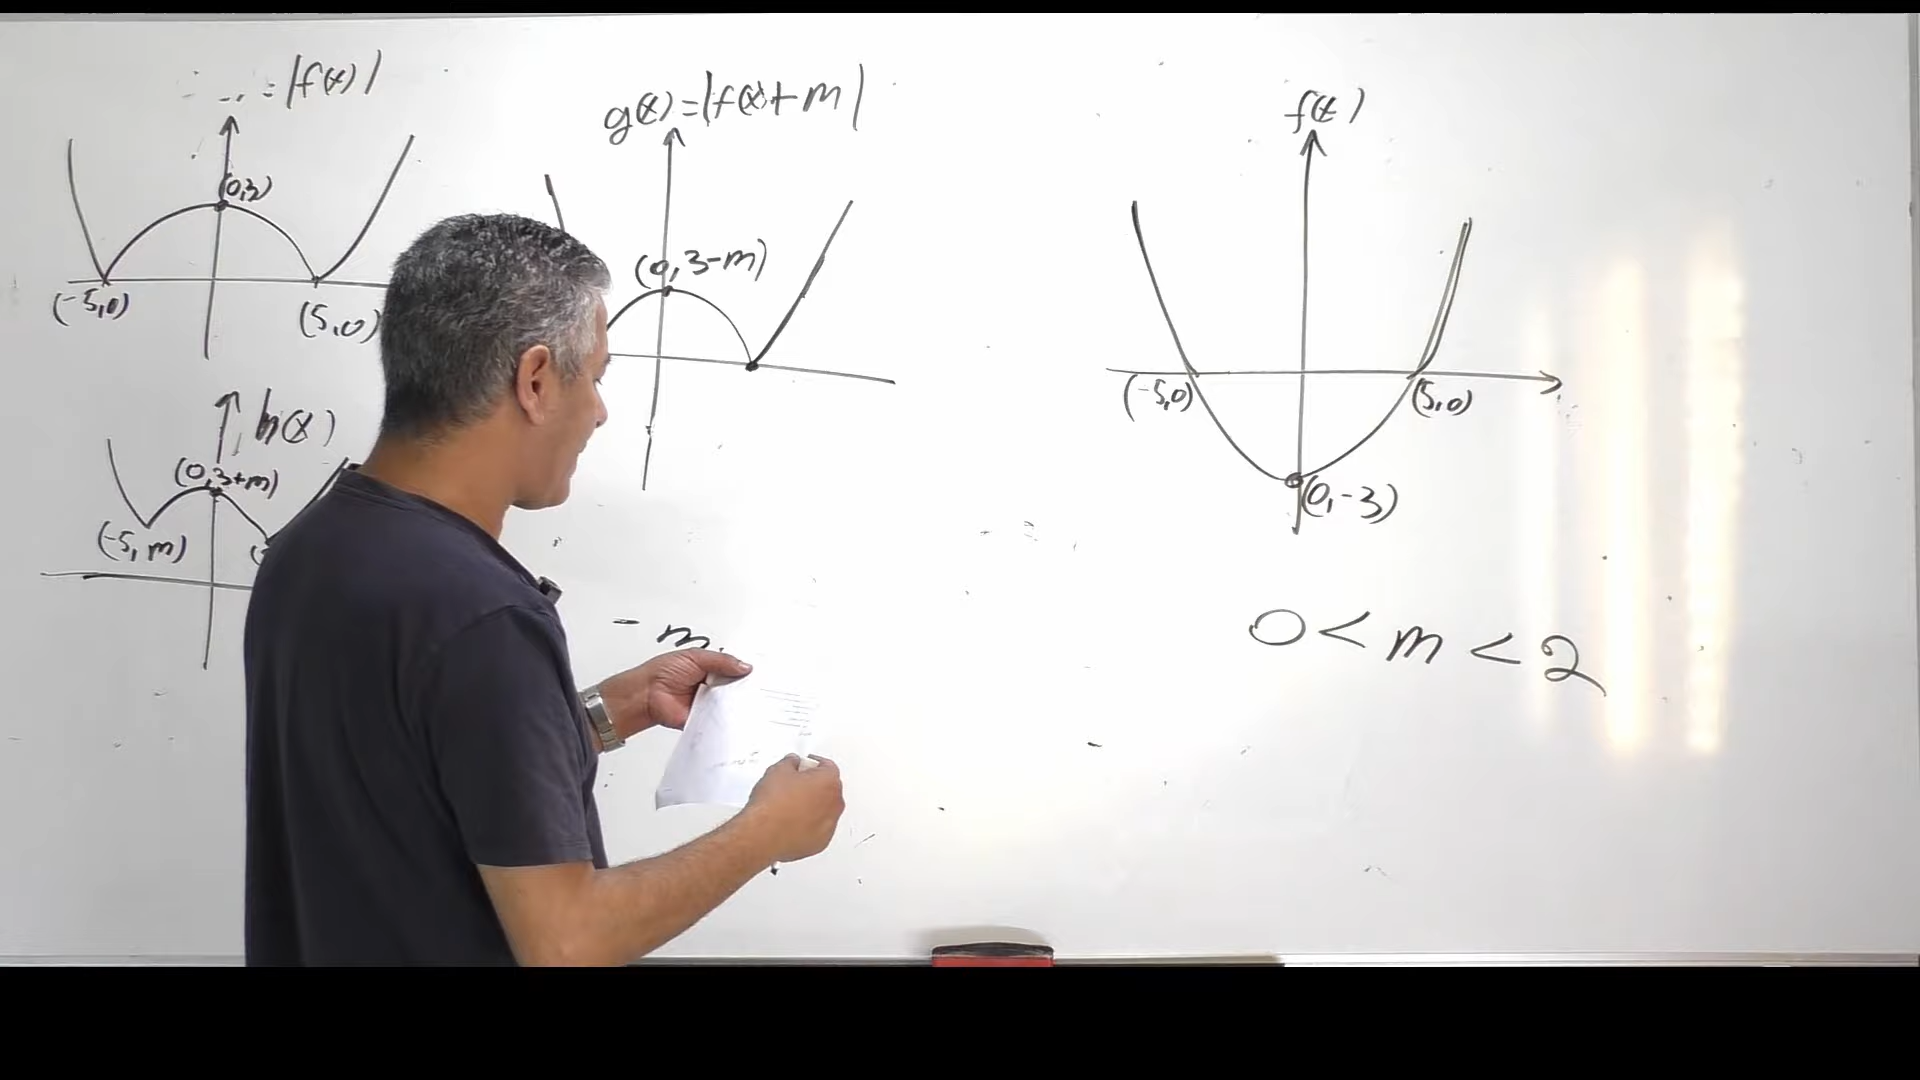 = |f(x)|
(0,3)
(-5,0)
(5,0)
h(x)
(0,3+m)
(-5,m)
g(x)=|f(x)+m|
(0,3-m)
- m
f(x)
(-5,0)
(5,0)
(0,-3)
0 < m < 2